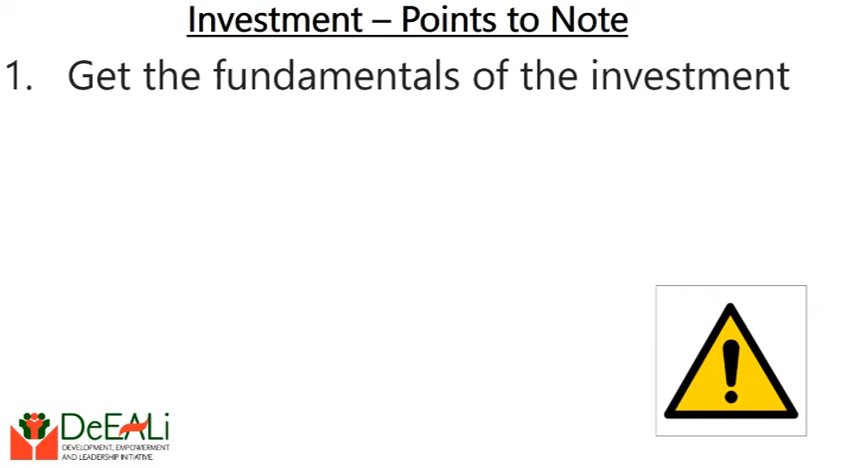 Investment – Points to Note
1. Get the fundamentals of the investment
DeEALi
DEVELOPMENT, EMPOWERMENT
AND LEADERSHIP INITIATIVE